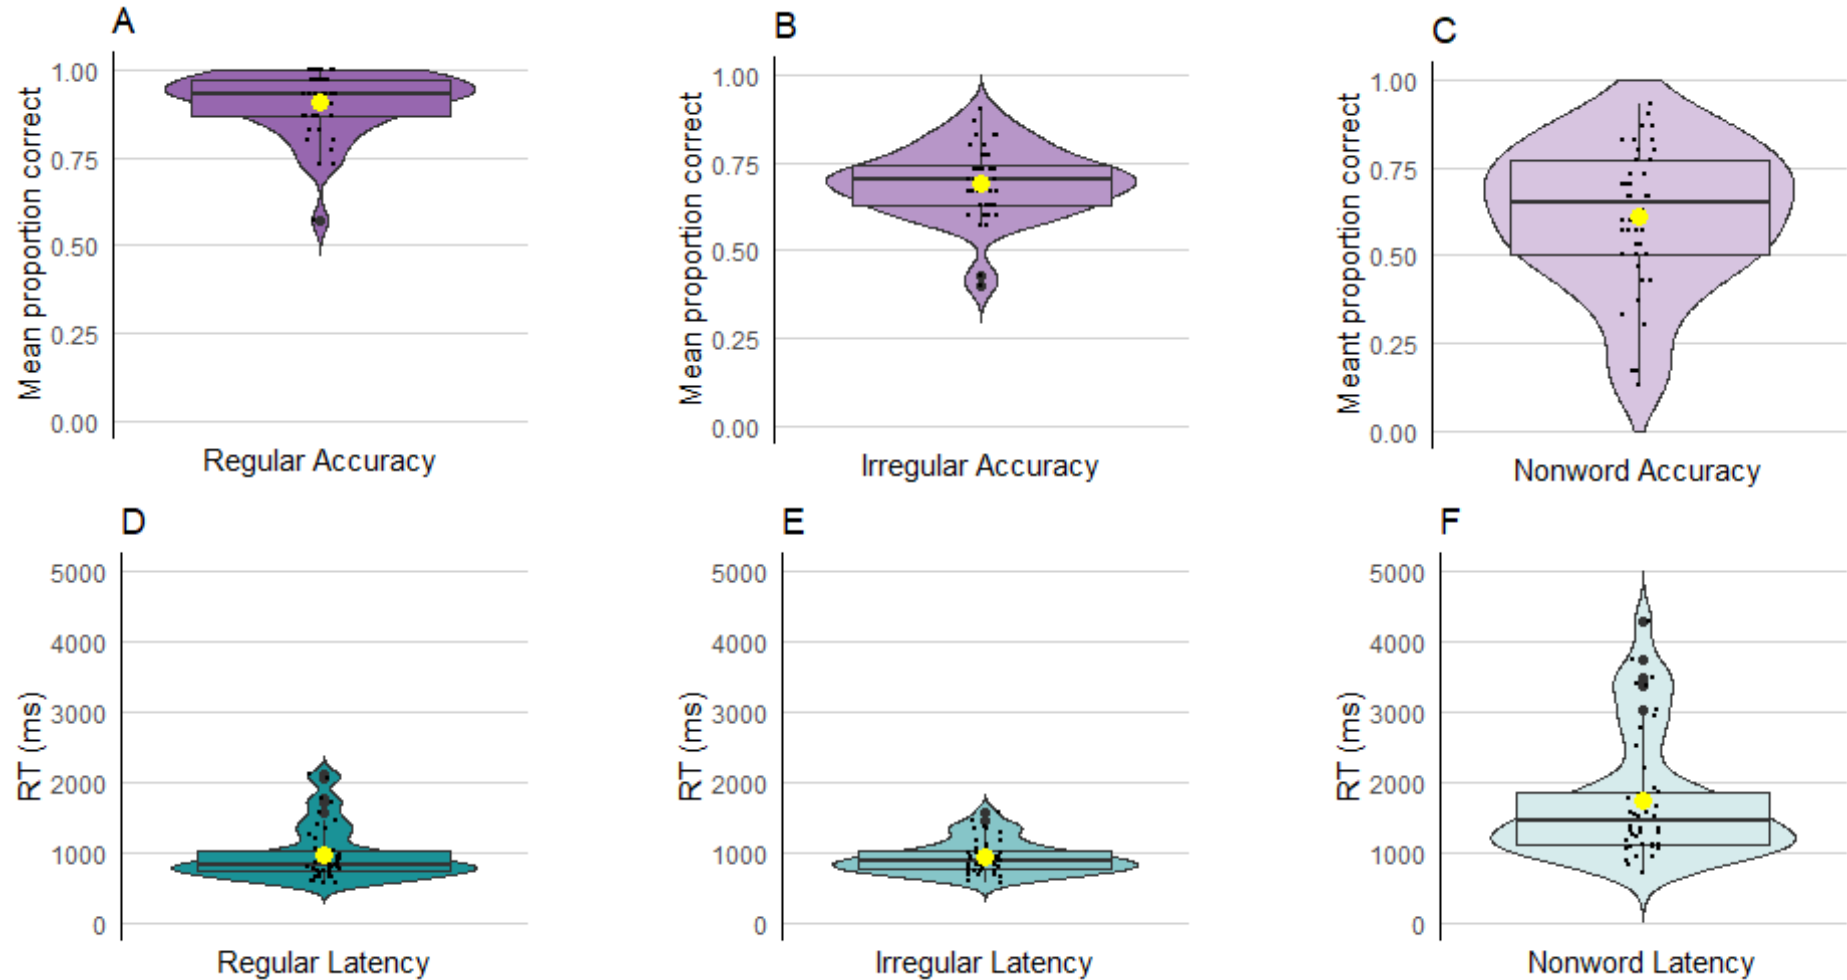 A
Mean proportion correct
1.00
0.75
0.50
0.25
0.00
Regular Accuracy
B
Mean proportion correct
1.00
0.75
0.50
0.25
0.00
Irregular Accuracy
C
Meant proportion correct
1.00
0.75
0.50
0.25
0.00
Nonword Accuracy
D
RT (ms)
5000
4000
3000
2000
1000
0
Regular Latency
E
RT (ms)
5000
4000
3000
2000
1000
0
Irregular Latency
F
RT (ms)
5000
4000
3000
2000
1000
0
Nonword Latency